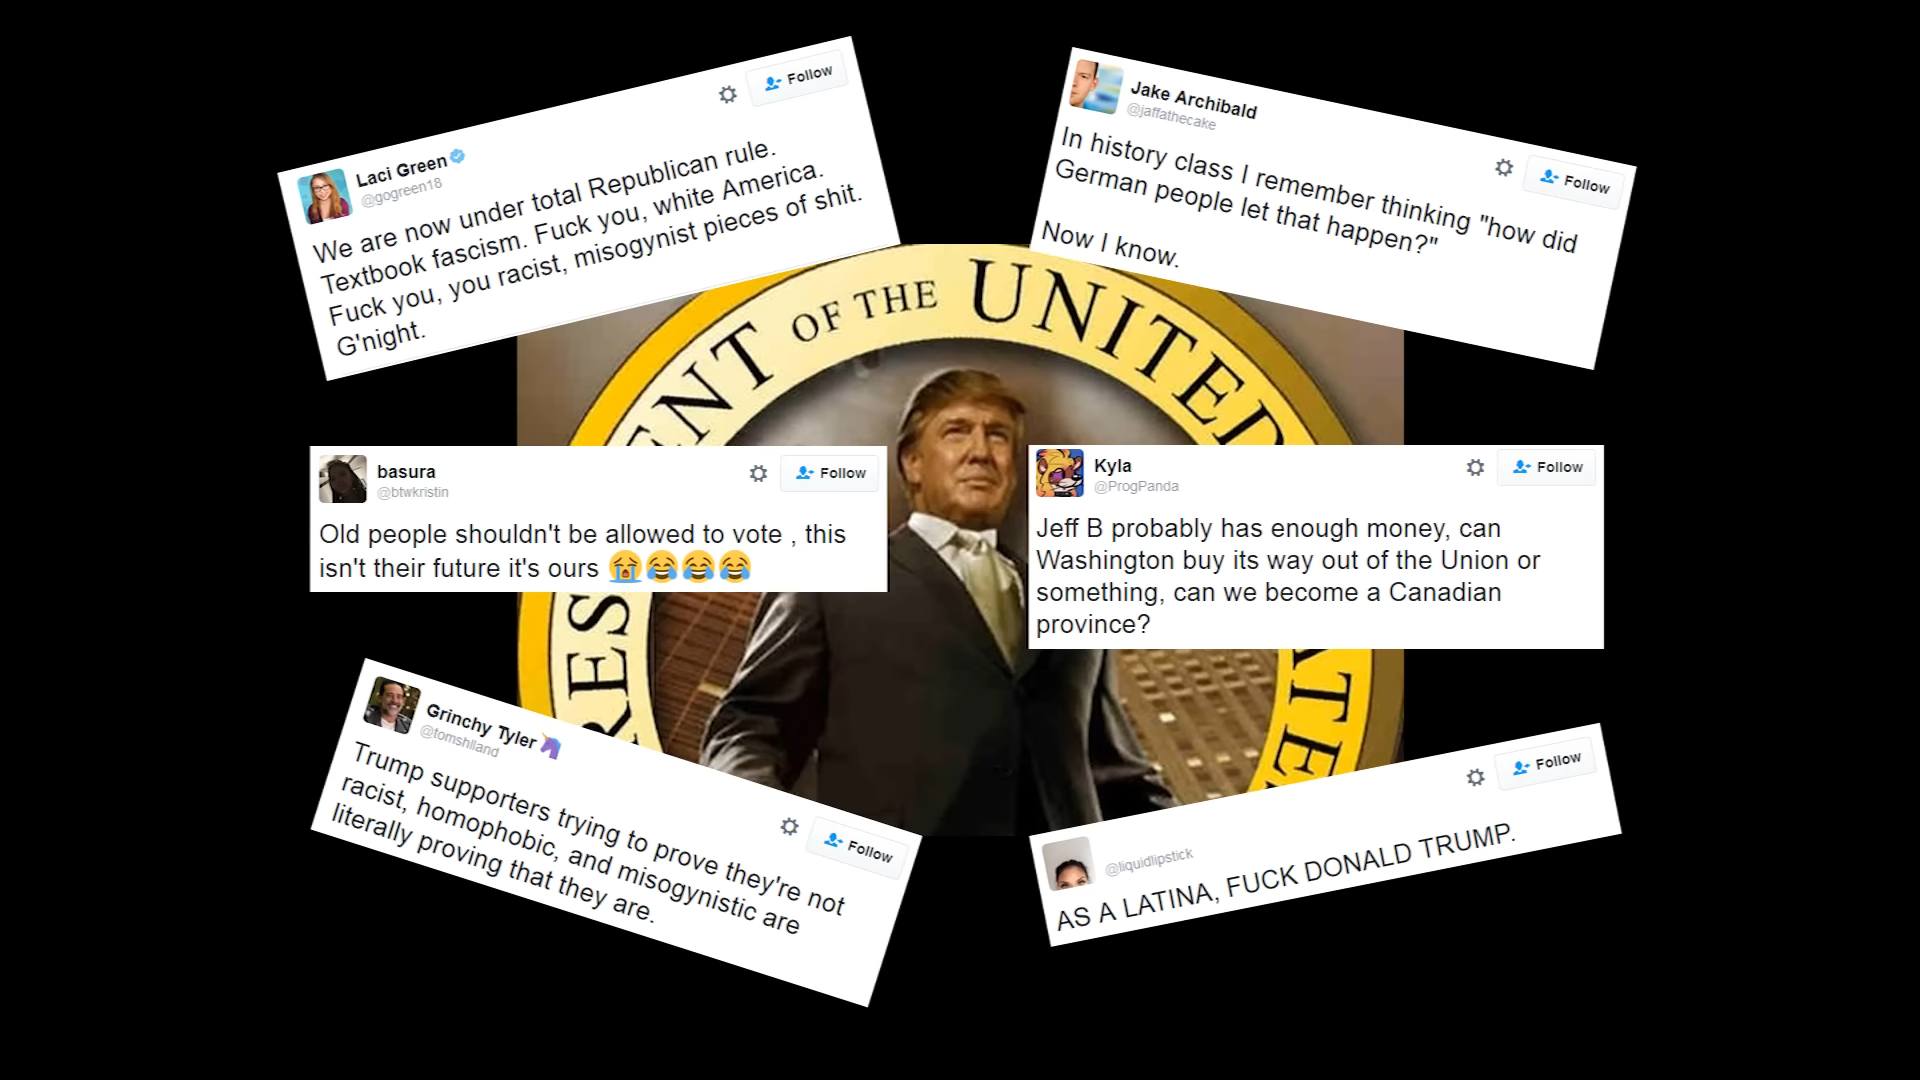 Follow
Laci Green
@gogreen18
We are now under total Republican rule.
Textbook fascism. Fuck you, white America.
Fuck you, you racist, misogynist pieces of shit.
G'night.
Jake Archibald
@jaffathecake
Follow
In history class I remember thinking "how did
German people let that happen?"
Now I know.
ENT OF THE UNITED
basura
@btwkristin
Follow
Old people shouldn't be allowed to vote , this
isn't their future it's ours 😭😂😂😂
Kyla
@ProgPanda
Follow
Jeff B probably has enough money, can
Washington buy its way out of the Union or
something, can we become a Canadian
province?
RES
ATE
Grinchy Tyler 🦄
@tomshlland
Follow
Trump supporters trying to prove they're not
racist, homophobic, and misogynistic are
literally proving that they are.
Follow
@liquidlipstick
AS A LATINA, FUCK DONALD TRUMP.